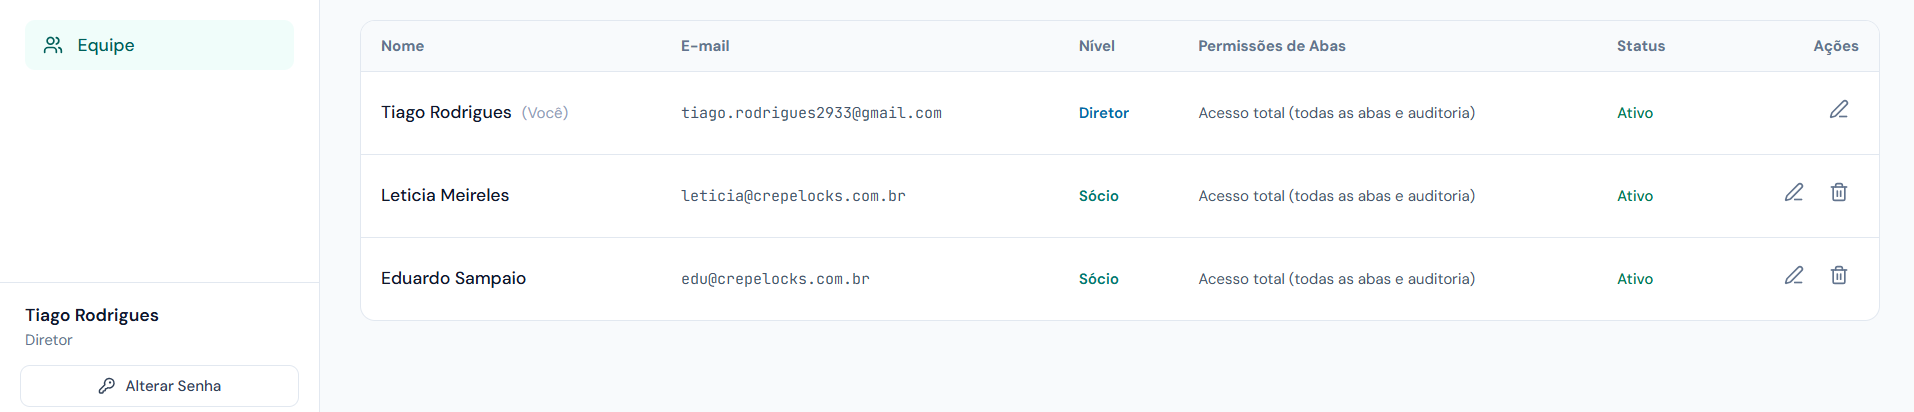 Equipe
Tiago Rodrigues
Diretor
Alterar Senha
Nome E-mail Nível Permissões de Abas Status Ações
Tiago Rodrigues (Você) tiago.rodrigues2933@gmail.com Diretor Acesso total (todas as abas e auditoria) Ativo
Leticia Meireles leticia@crepelocks.com.br Sócio Acesso total (todas as abas e auditoria) Ativo
Eduardo Sampaio edu@crepelocks.com.br Sócio Acesso total (todas as abas e auditoria) Ativo